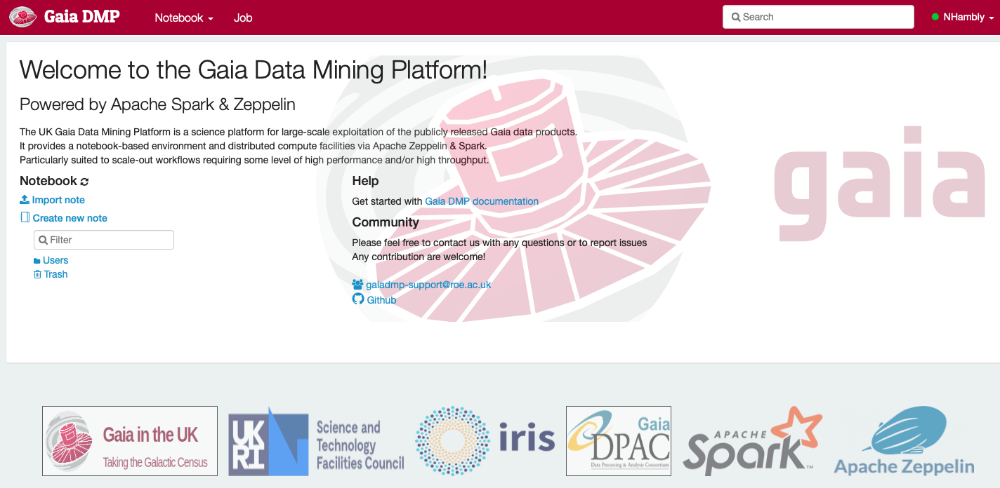 Gaia DMP
Notebook
Job
Search
NHambly
Welcome to the Gaia Data Mining Platform!
Powered by Apache Spark & Zeppelin
The UK Gaia Data Mining Platform is a science platform for large-scale exploitation of the publicly released Gaia data products.
It provides a notebook-based environment and distributed compute facilities via Apache Zeppelin & Spark.
Particularly suited to scale-out workflows requiring some level of high performance and/or high throughput.
gaia
Notebook
Import note
Create new note
Filter
Users
Trash
Help
Get started with Gaia DMP documentation
Community
Please feel free to contact us with any questions or to report issues
Any contribution are welcome!
gaiadmp-support@roe.ac.uk
Github
Gaia in the UK
Taking the Galactic Census
UK
RI
Science and
Technology
Facilities Council
iris
Gaia
DPAC
Data Processing & Analysis Consortium
APACHE
Spark™
Apache Zeppelin